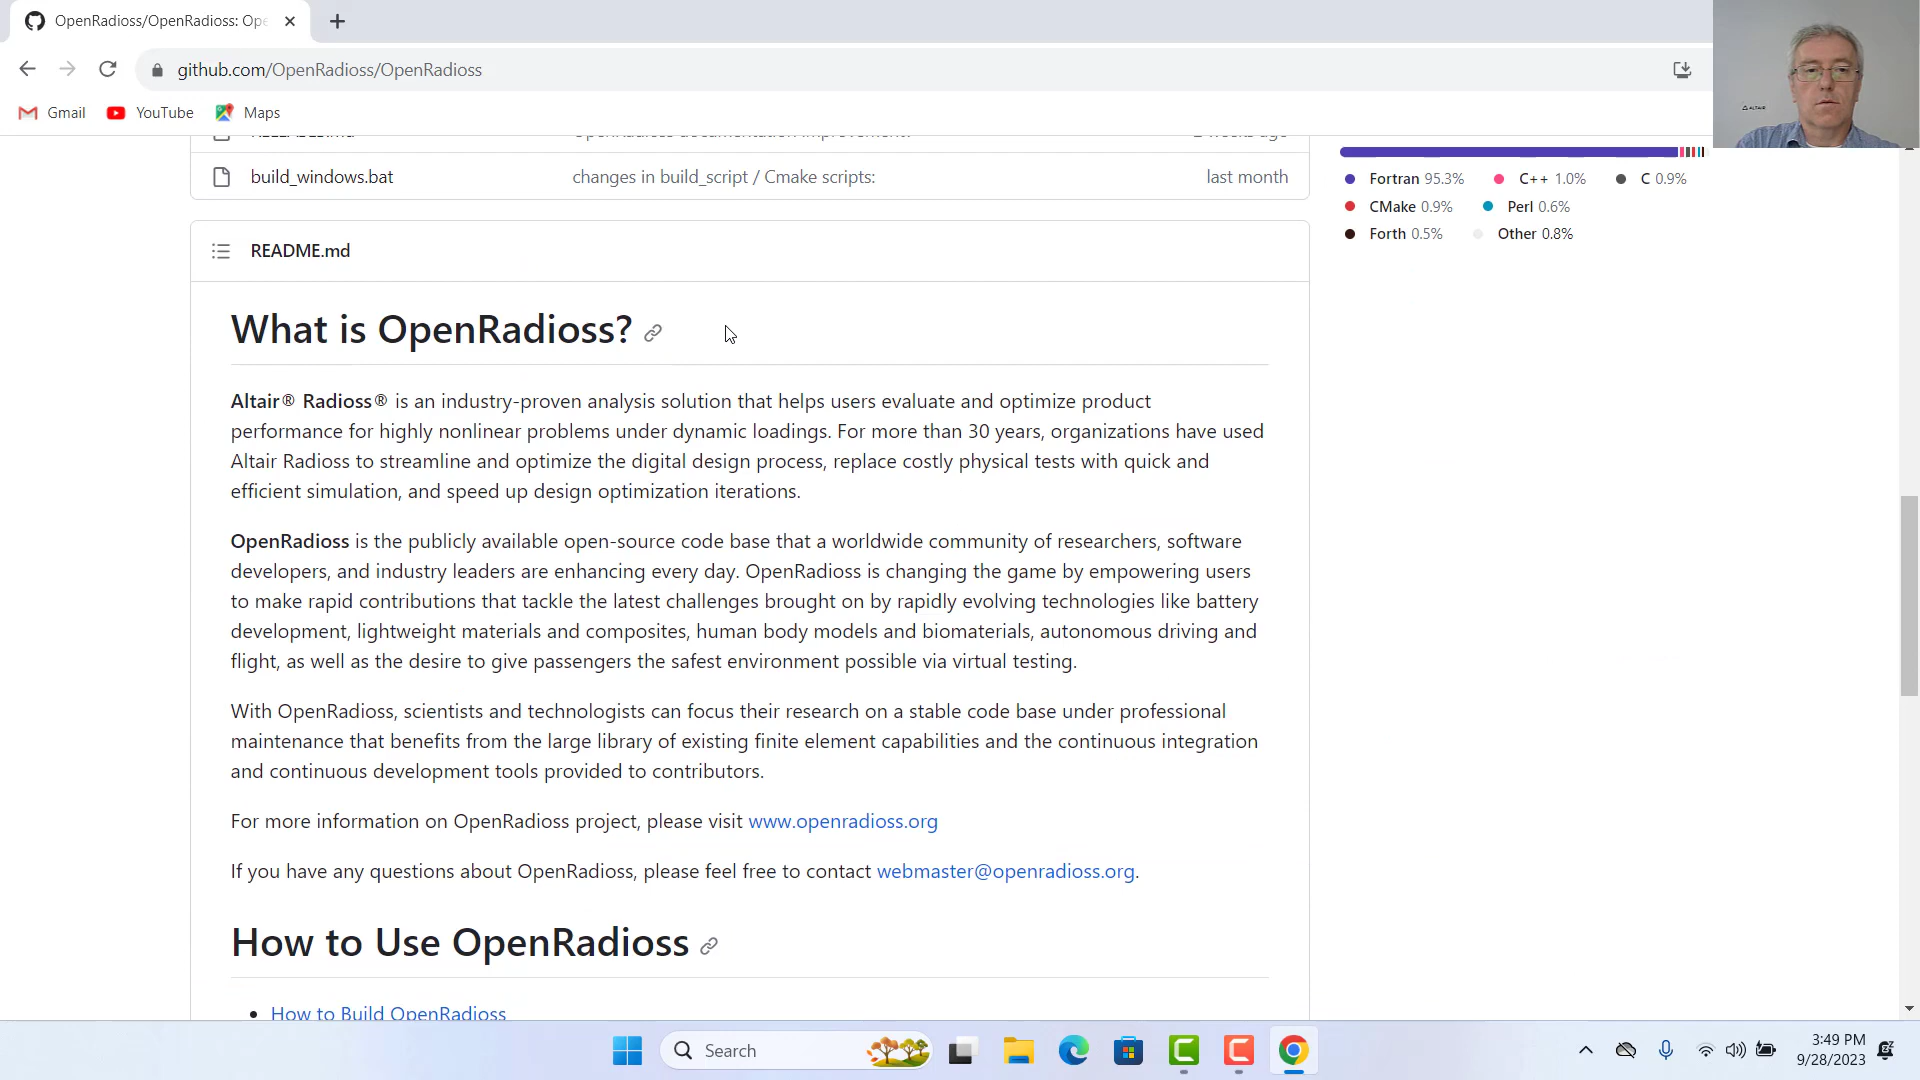 OpenRadioss/OpenRadioss: Ope
github.com/OpenRadioss/OpenRadioss
Gmail
YouTube
Maps
ALTAIR
build_windows.bat
changes in build_script / Cmake scripts:
last month
Fortran 95.3%
C++ 1.0%
C 0.9%
CMake 0.9%
Perl 0.6%
Forth 0.5%
Other 0.8%
README.md
What is OpenRadioss?
Altair® Radioss® is an industry-proven analysis solution that helps users evaluate and optimize product
performance for highly nonlinear problems under dynamic loadings. For more than 30 years, organizations have used
Altair Radioss to streamline and optimize the digital design process, replace costly physical tests with quick and
efficient simulation, and speed up design optimization iterations.
OpenRadioss is the publicly available open-source code base that a worldwide community of researchers, software
developers, and industry leaders are enhancing every day. OpenRadioss is changing the game by empowering users
to make rapid contributions that tackle the latest challenges brought on by rapidly evolving technologies like battery
development, lightweight materials and composites, human body models and biomaterials, autonomous driving and
flight, as well as the desire to give passengers the safest environment possible via virtual testing.
With OpenRadioss, scientists and technologists can focus their research on a stable code base under professional
maintenance that benefits from the large library of existing finite element capabilities and the continuous integration
and continuous development tools provided to contributors.
For more information on OpenRadioss project, please visit www.openradioss.org
If you have any questions about OpenRadioss, please feel free to contact webmaster@openradioss.org.
How to Use OpenRadioss
How to Build OpenRadioss
Search
3:49 PM
9/28/2023